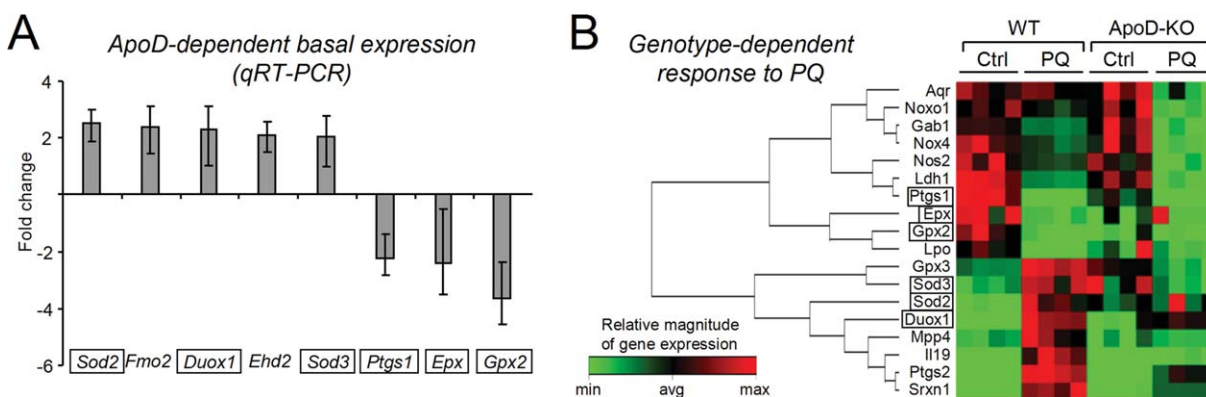 A
ApoD-dependent basal expression
(qRT-PCR)
Fold change
4
2
-2
-4
-6
Sod2 Fmo2 Duox1 Ehd2 Sod3 Ptgs1 Epx Gpx2
B
Genotype-dependent
response to PQ
WT ApoD-KO
Ctrl PQ Ctrl PQ
Aqr
Noxo1
Gab1
Nox4
Nos2
Ldh1
Ptgs1
Epx
Gpx2
Lpo
Gpx3
Sod3
Sod2
Duox1
Mpp4
Il19
Ptgs2
Srxn1
Relative magnitude
of gene expression
min avg max